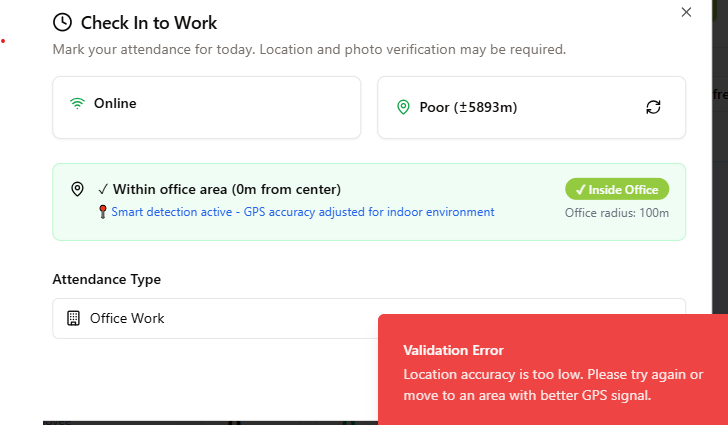 Check In to Work
Mark your attendance for today. Location and photo verification may be required.
Online
Poor (±5893m)
✓ Within office area (0m from center)
📍 Smart detection active - GPS accuracy adjusted for indoor environment
✓ Inside Office
Office radius: 100m
Attendance Type
Office Work
Validation Error
Location accuracy is too low. Please try again or
move to an area with better GPS signal.